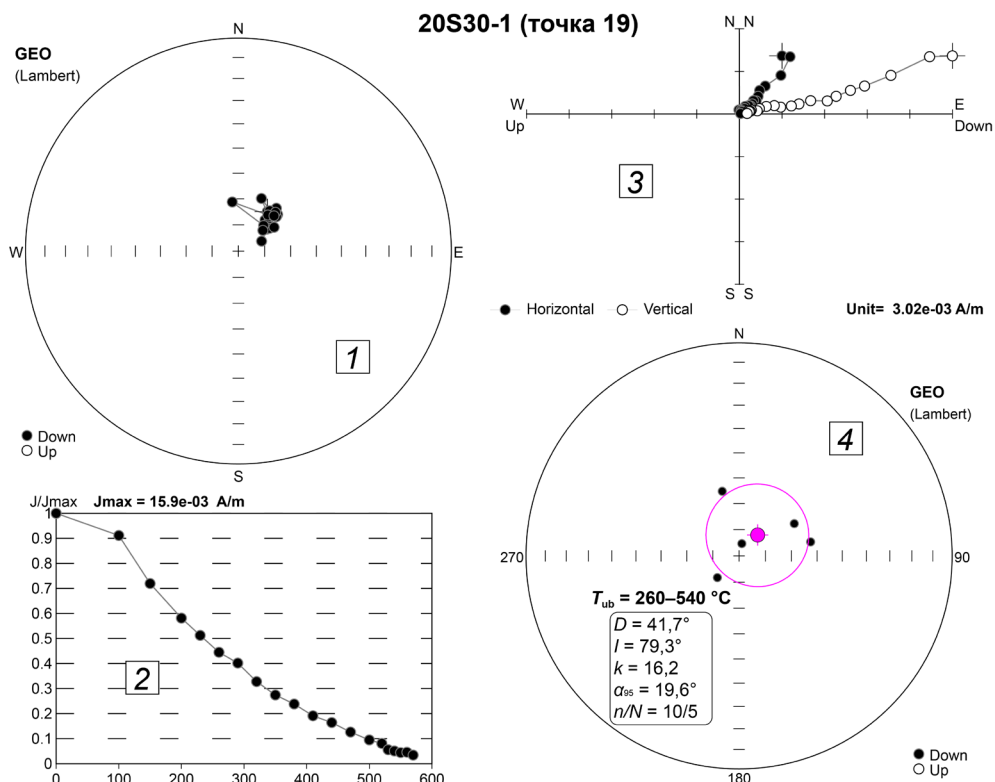 20S30-1 (точка 19)
GEO
(Lambert)
N
W
E
S
1
Down
Up
N N
W
Up
E
Down
3
S S
Horizontal
Vertical
Unit= 3.02e-03 A/m
J/Jmax
Jmax = 15.9e-03 A/m
1
0.9
0.8
0.7
0.6
0.5
0.4
0.3
0.2
0.1
0
2
0 100 200 300 400 500 600
N
GEO
(Lambert)
4
270
90
T ub = 260–540 °C
D = 41,7°
I = 79,3°
k = 16,2
α95 = 19,6°
n/N = 10/5
180
Down
Up